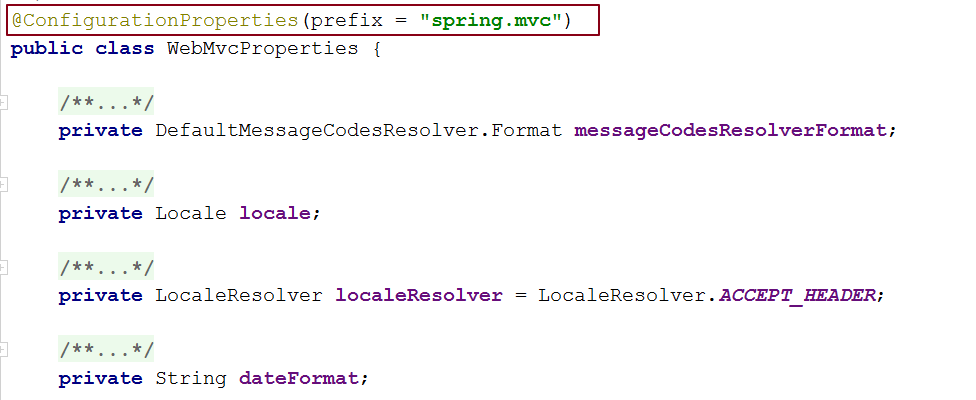 @ConfigurationProperties(prefix = "spring.mvc")
public class WebMvcProperties {
/**...*/
private DefaultMessageCodesResolver.Format messageCodesResolverFormat;
/**...*/
private Locale locale;
/**...*/
private LocaleResolver localeResolver = LocaleResolver.ACCEPT_HEADER;
/**...*/
private String dateFormat;